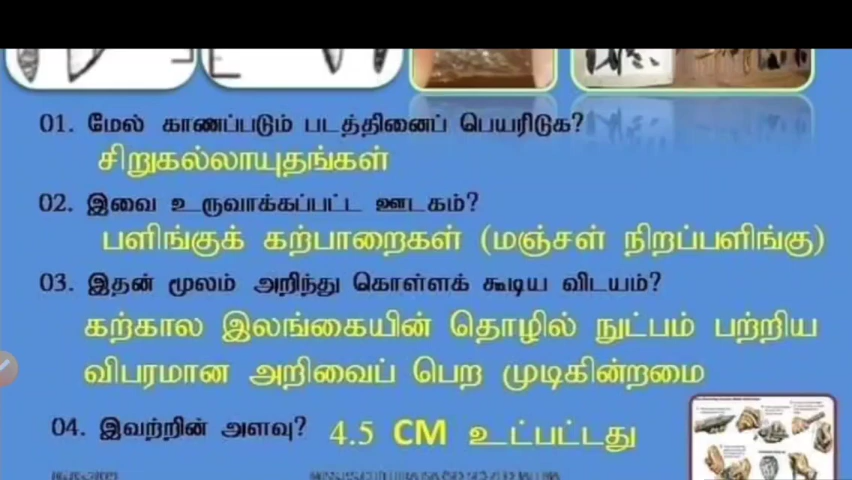 01. மேல் காணப்படும் படத்தினைப் பெயரிடுக?
சிறுகல்லாயுதங்கள்
02. இவை உருவாக்கப்பட்ட ஊடகம்?
பளிங்குக் கற்பாறைகள் (மஞ்சள் நிறப்பளிங்கு)
03. இதன் மூலம் அறிந்து கொள்ளக் கூடிய விடயம்?
கற்கால இலங்கையின் தொழில் நுட்பம் பற்றிய
விபரமான அறிவைப் பெற முடிகின்றமை
04. இவற்றின் அளவு? 4.5 CM உட்பட்டது